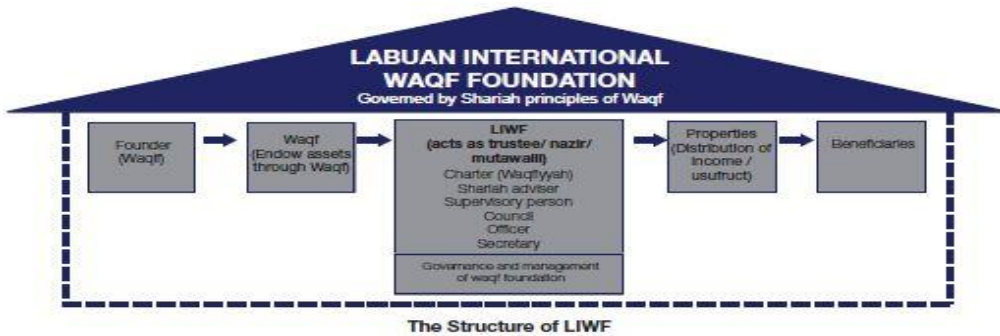 LABUAN INTERNATIONAL
WAQF FOUNDATION
Governed by Shariah principles of Waqf
Founder
(Waqif)
Waqf
(Endow assets
through Waqf)
LIWF
(acts as trustee/ nazir/
mutawalli)
Charter (Waqfiyyah)
Shariah adviser
Supervisory person
Council
Officer
Secretary
Governance and management
of waqf foundation
Properties
(Distribution of
income /
usufruct)
Beneficiaries
The Structure of LIWF